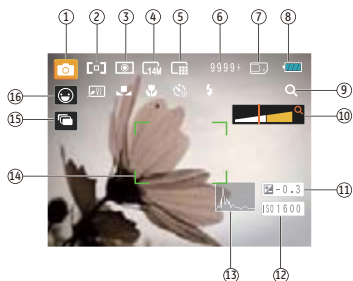 ① ② ③ ④ ⑤ ⑥ ⑦ ⑧
14M 9999+
⑯ ⑨
⑮ ⑩
⑭ -0.3 ⑪
ISO1600
⑬ ⑫